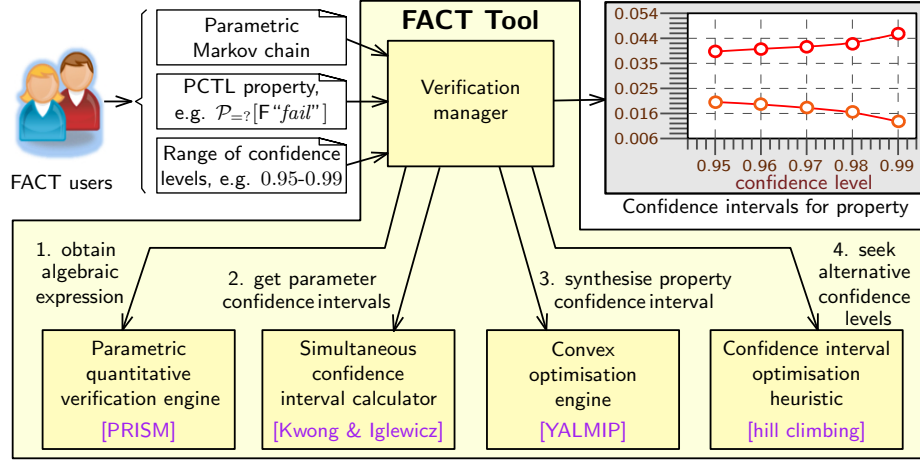 FACT Tool
Parametric
Markov chain
PCTL property,
e.g. P=?[F“fail”]
Range of confidence
levels, e.g. 0.95-0.99
FACT users
Verification
manager
0.054
0.044
0.035
0.025
0.016
0.006
0.95 0.96 0.97 0.98 0.99
confidence level
Confidence intervals for property
1. obtain
algebraic
expression
2. get parameter
confidence intervals
3. synthesise property
confidence interval
4. seek
alternative
confidence
levels
Parametric
quantitative
verification engine
[PRISM]
Simultaneous
confidence
interval calculator
[Kwong & Iglewicz]
Convex
optimisation
engine
[YALMIP]
Confidence interval
optimisation
heuristic
[hill climbing]